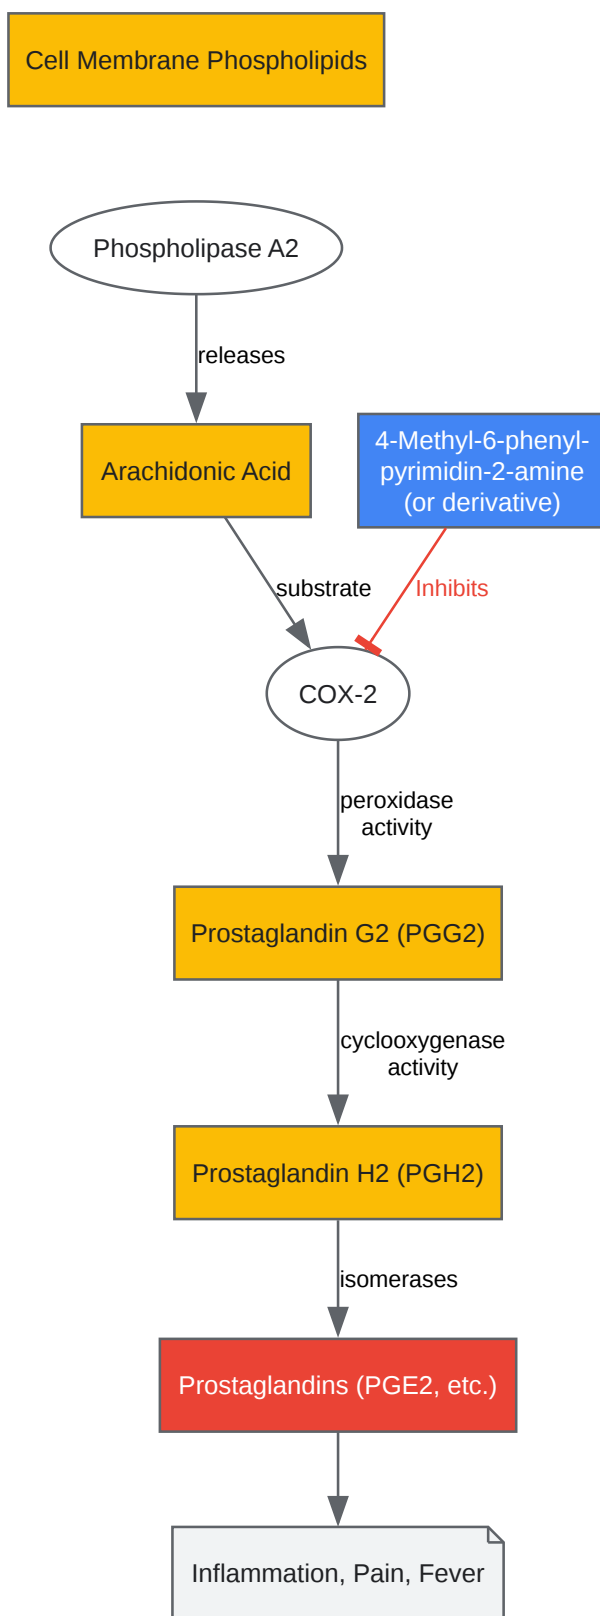 Cell Membrane Phospholipids
Phospholipase A2
releases
Arachidonic Acid
4-Methyl-6-phenyl-
pyrimidin-2-amine
(or derivative)
substrate
Inhibits
COX-2
peroxidase
activity
Prostaglandin G2 (PGG2)
cyclooxygenase
activity
Prostaglandin H2 (PGH2)
isomerases
Prostaglandins (PGE2, etc.)
Inflammation, Pain, Fever